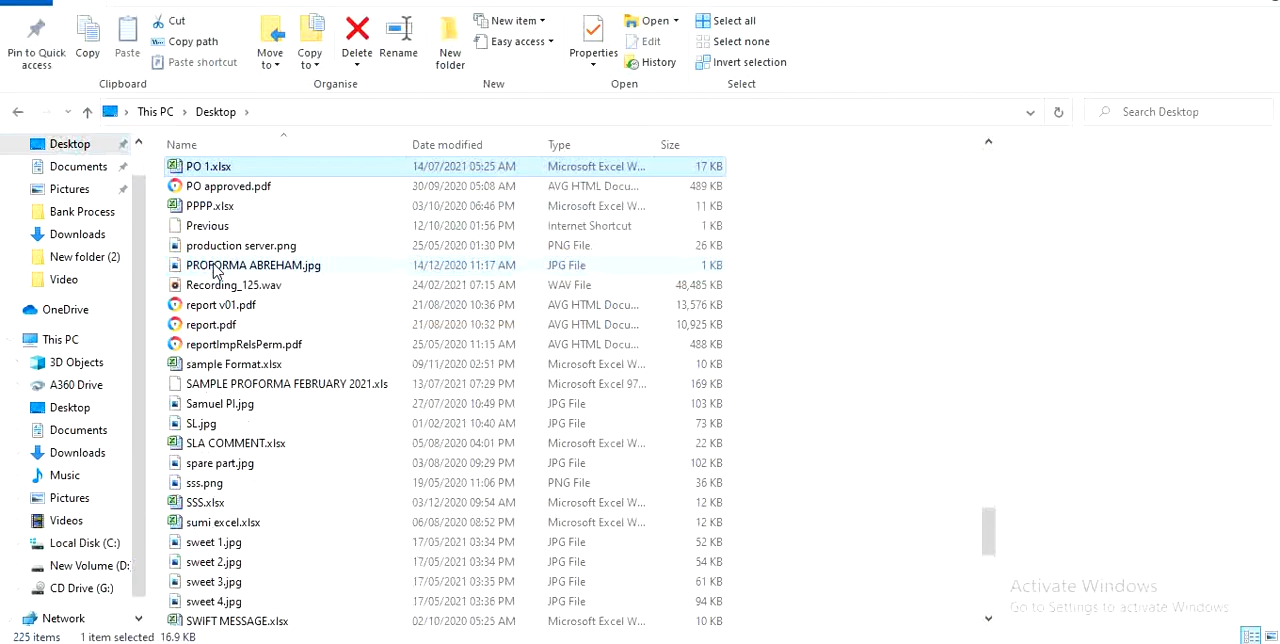 Cut
Copy path
Paste shortcut
Pin to Quick access
Copy
Paste
Clipboard
Move to
Copy to
Delete
Rename
Organise
New folder
New item
Easy access
New
Properties
Open
Edit
History
Open
Select all
Select none
Invert selection
Select
This PC > Desktop >
Search Desktop
Desktop
Documents
Pictures
Bank Process
Downloads
New folder (2)
Video
OneDrive
This PC
3D Objects
A360 Drive
Desktop
Documents
Downloads
Music
Pictures
Videos
Local Disk (C:)
New Volume (D:
CD Drive (G:)
Network
Name Date modified Type Size
PO 1.xlsx 14/07/2021 05:25 AM Microsoft Excel W... 17 KB
PO approved.pdf 30/09/2020 05:08 AM AVG HTML Docu... 489 KB
PPPP.xlsx 03/10/2020 06:46 PM Microsoft Excel W... 11 KB
Previous 12/10/2020 01:56 PM Internet Shortcut 1 KB
production server.png 25/05/2020 01:30 PM PNG File 26 KB
PROFORMA ABREHAM.jpg 14/12/2020 11:17 AM JPG File 1 KB
Recording_125.wav 24/02/2021 07:15 AM WAV File 48,485 KB
report v01.pdf 21/08/2020 10:36 PM AVG HTML Docu... 13,576 KB
report.pdf 21/08/2020 10:32 PM AVG HTML Docu... 10,925 KB
reportImpRelsPerm.pdf 25/05/2020 11:15 AM AVG HTML Docu... 488 KB
sample Format.xlsx 09/11/2020 02:51 PM Microsoft Excel W... 10 KB
SAMPLE PROFORMA FEBRUARY 2021.xls 13/07/2021 07:29 PM Microsoft Excel 97... 169 KB
Samuel PI.jpg 27/07/2020 10:49 PM JPG File 103 KB
SL.jpg 01/02/2021 10:40 AM JPG File 73 KB
SLA COMMENT.xlsx 05/08/2020 04:01 PM Microsoft Excel W... 22 KB
spare part.jpg 03/08/2020 09:29 PM JPG File 102 KB
sss.png 19/05/2020 11:06 PM PNG File 36 KB
SSS.xlsx 03/12/2020 09:54 AM Microsoft Excel W... 12 KB
sumi excel.xlsx 06/08/2020 08:52 PM Microsoft Excel W... 12 KB
sweet 1.jpg 17/05/2021 03:34 PM JPG File 52 KB
sweet 2.jpg 17/05/2021 03:34 PM JPG File 54 KB
sweet 3.jpg 17/05/2021 03:35 PM JPG File 61 KB
sweet 4.jpg 17/05/2021 03:36 PM JPG File 94 KB
SWIFT MESSAGE.xlsx 02/10/2020 05:25 AM Microsoft Excel W... 10 KB
Activate Windows
Go to Settings to activate Windows.
225 items 1 item selected 16.9 KB